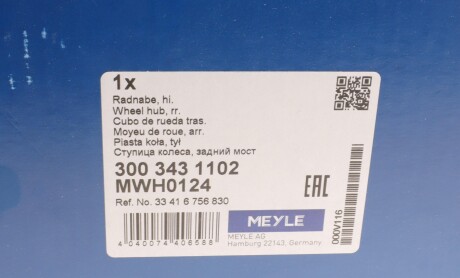 1x
Radnabe, hi.
Wheel hub, rr.
Cubo de rueda tras.
Moyeu de roue, arr.
Piasta koła, tył
Ступица колеса, задний мост
300 343 1102
MWH0124
Ref. No. 33 41 6 756 830
EAC
MEYLE
MEYLE AG
Hamburg 22143, Germany
4 040074 406588
000V116